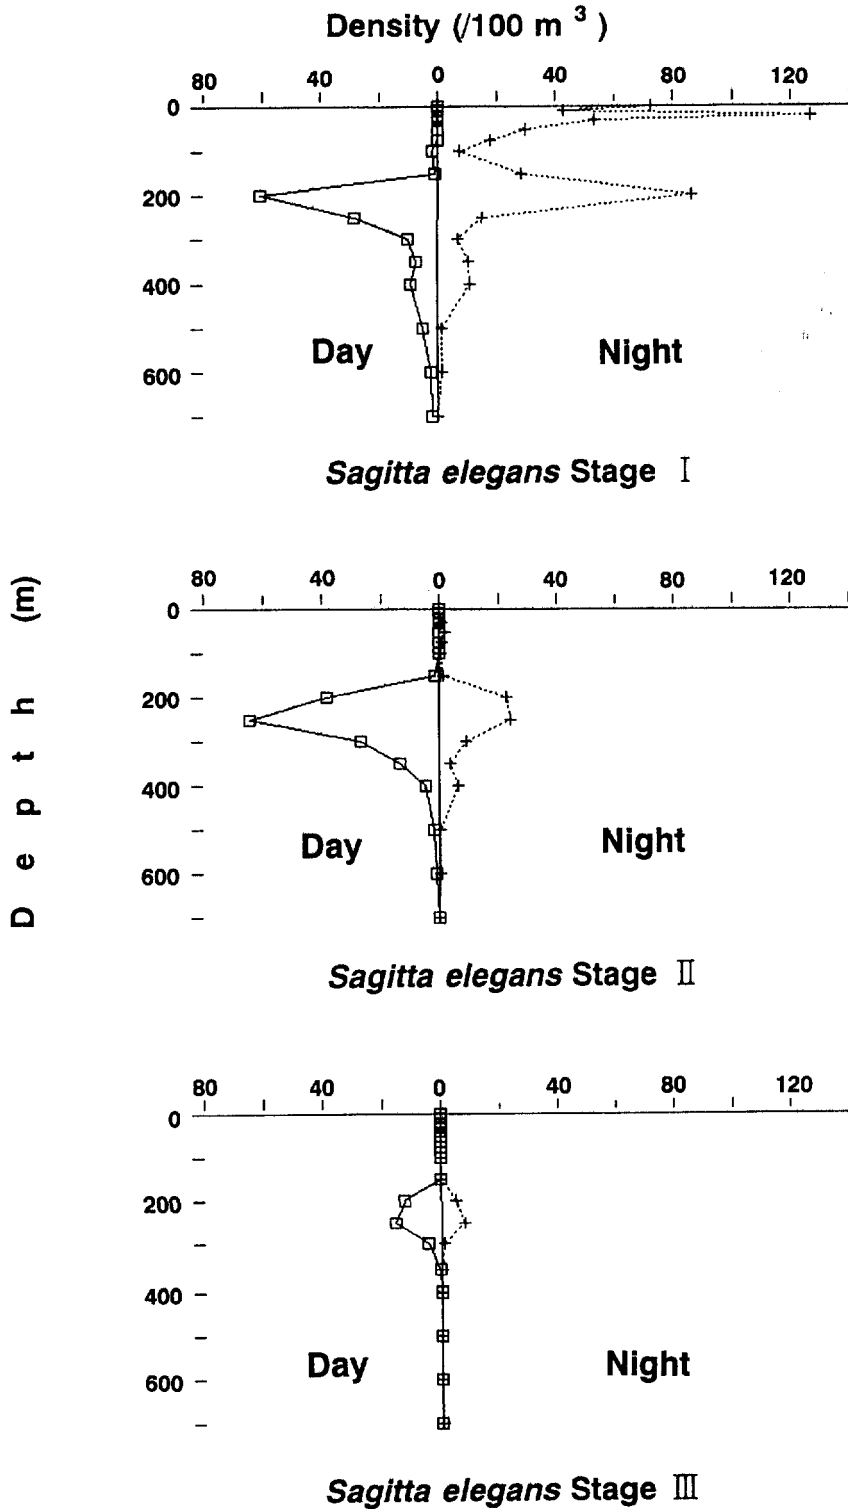 Density (/100 m 3 )
80 40 0 40 80 120
0
200
400
600
Day Night
Sagitta elegans Stage I
Depth (m)
80 40 0 40 80 120
0
200
400
600
Day Night
Sagitta elegans Stage II
80 40 0 40 80 120
0
200
400
600
Day Night
Sagitta elegans Stage III